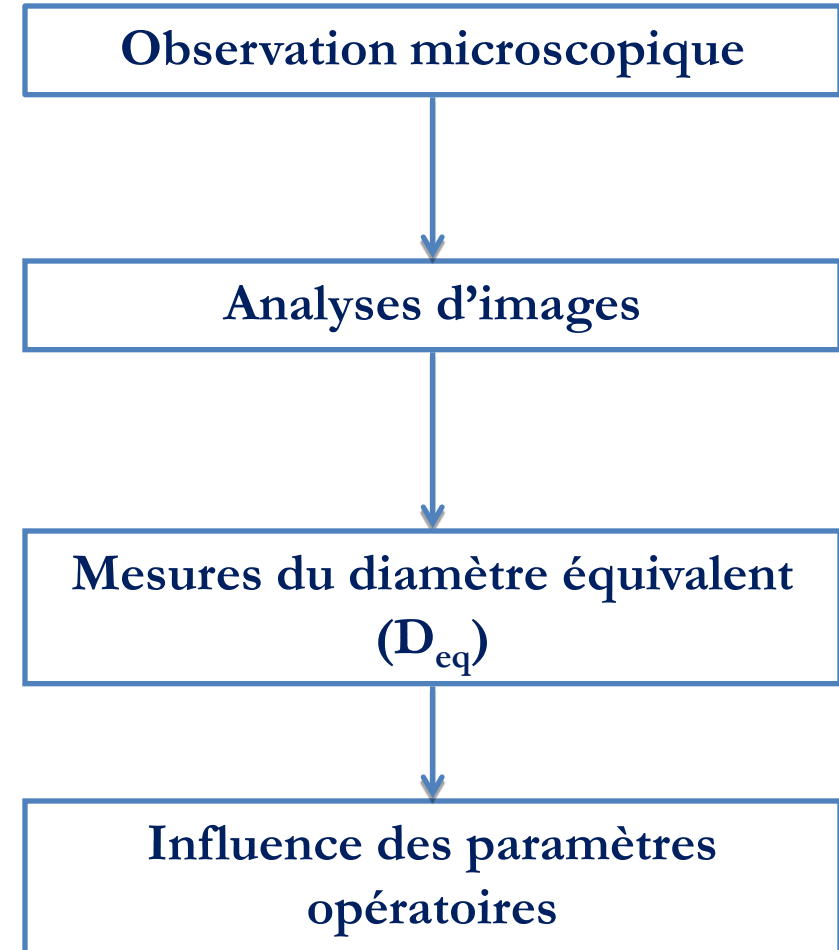 Observation microscopique
Analyses d’images
Mesures du diamètre équivalent
(Deq)
Influence des paramètres
opératoires